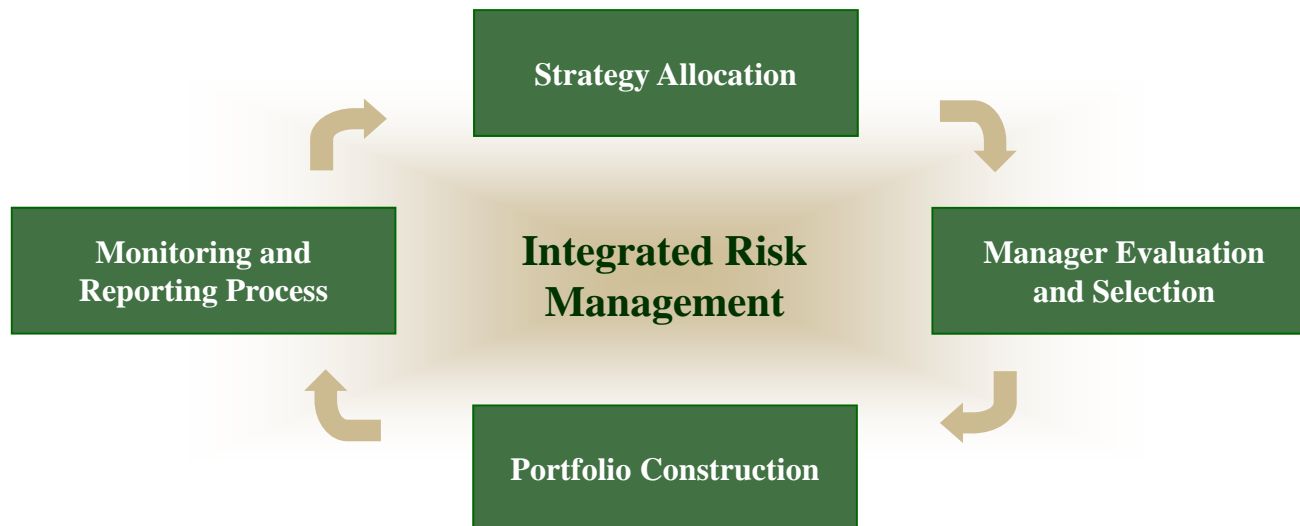 Strategy Allocation
Monitoring and
Reporting Process
Integrated Risk
Management
Manager Evaluation
and Selection
Portfolio Construction